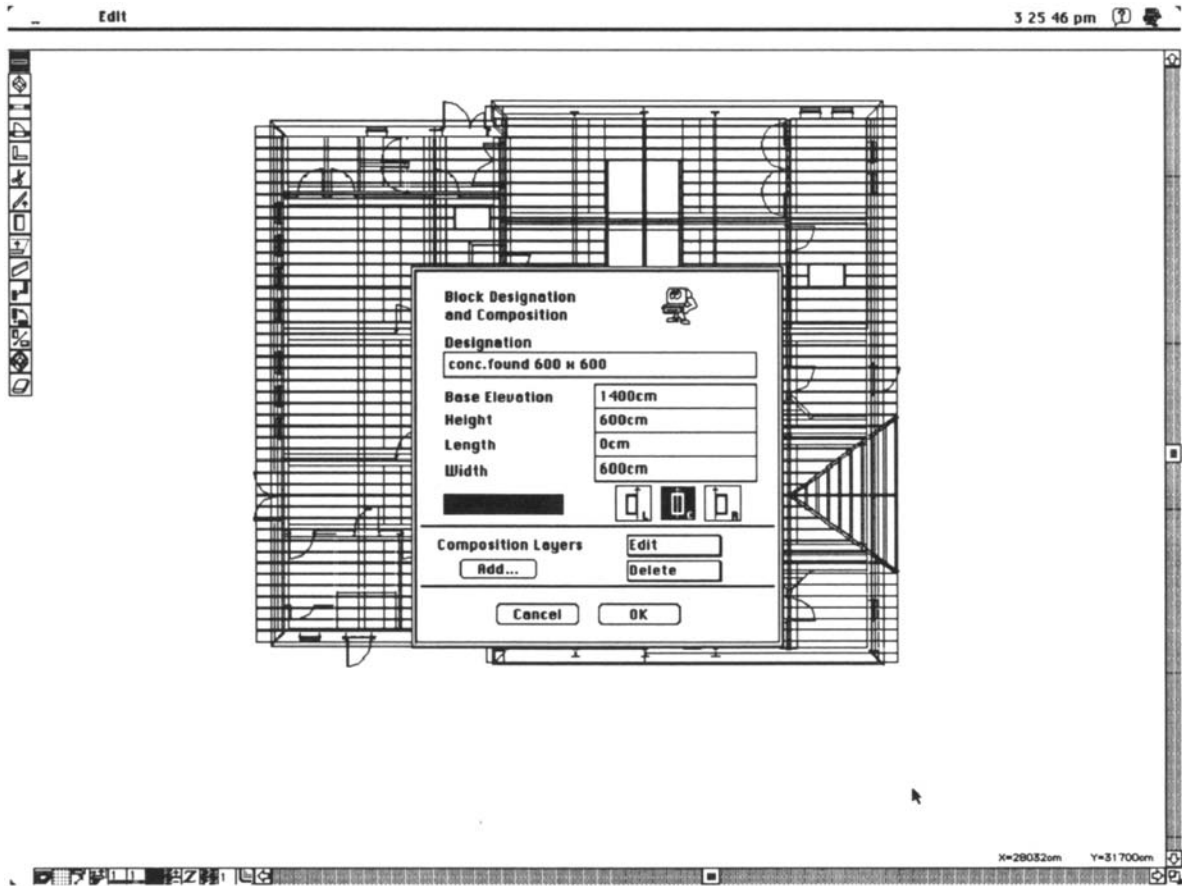 Edit
3 25 46 pm
Block Designation
and Composition
Designation
conc.found 600 x 600
Base Elevation 1400cm
Height 600cm
Length 0cm
Width 600cm
L C R
Composition Layers Edit
Add... Delete
Cancel OK
X=28032cm Y=31700cm